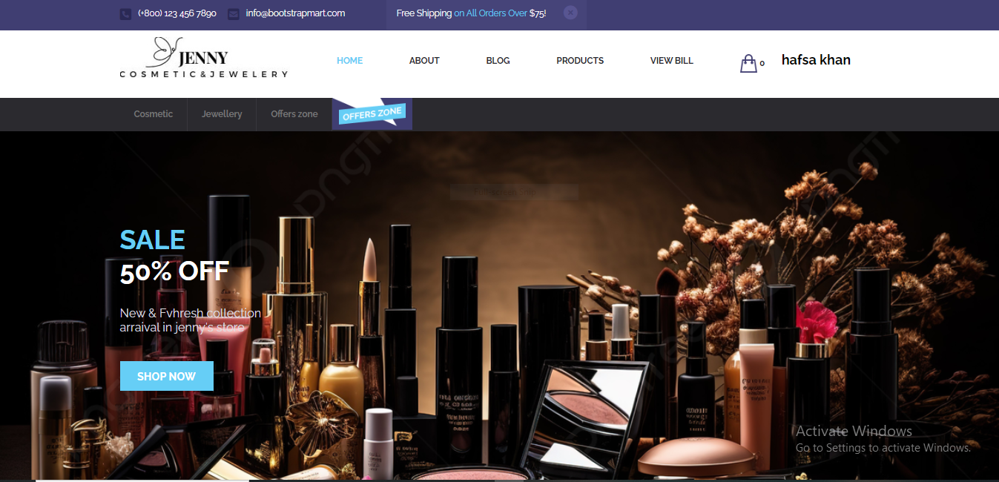 (+800) 123 456 7890 info@bootstrapmart.com Free Shipping on All Orders Over $75!
JENNY
COSMETIC&JEWELERY
HOME ABOUT BLOG PRODUCTS VIEW BILL 0 hafsa khan
Cosmetic Jewellery Offers zone OFFERS ZONE
SALE
50% OFF
New & Fvhresh collection
arraival in jenny's store
SHOP NOW
Activate Windows
Go to Settings to activate Windows.